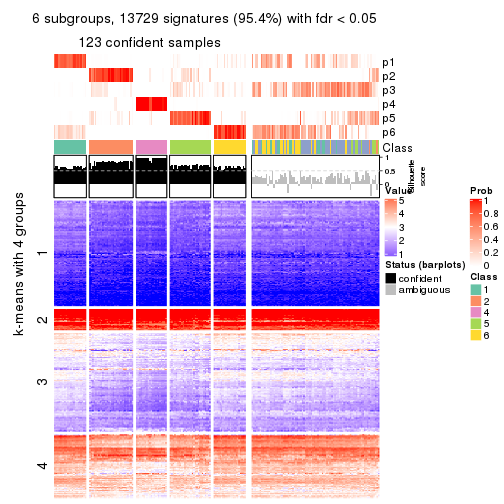 6 subgroups, 13729 signatures (95.4%) with fdr < 0.05
123 confident samples
p1
p2
p3
p4
p5
p6
Class
1
0.5
0
Silhouette
score
k-means with 4 groups
1
2
3
4
Value
5
4
3
2
1
Status (barplots)
confident
ambiguous
Prob
1
0.8
0.6
0.4
0.2
0
Class
1
2
4
5
6